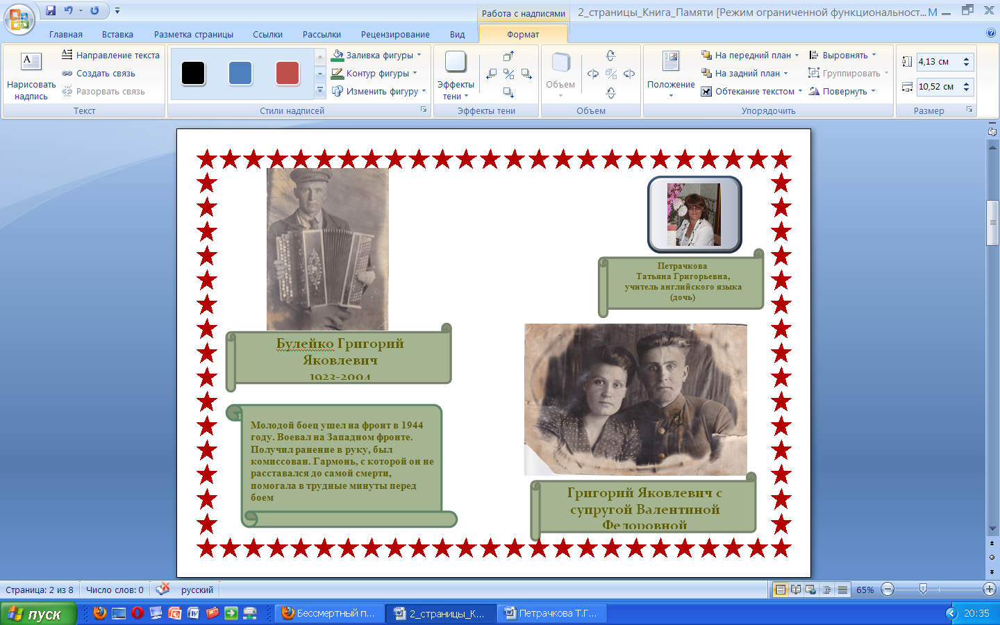 Работа с надписями
2_страницы_Книга_Памяти [Режим ограниченной функциональност... М
Главная
Вставка
Разметка страницы
Ссылки
Рассылки
Рецензирование
Вид
Формат
Нарисовать
надпись
Направление текста
Создать связь
Разорвать связь
Текст
Стили надписей
Заливка фигуры
Контур фигуры
Изменить фигуру
Эффекты
тени
Эффекты тени
Объем
Объем
Положение
На передний план
На задний план
Обтекание текстом
Выровнять
Группировать
Повернуть
Упорядочить
4,13 см
10,52 см
Размер
Петрачкова
Татьяна Григорьевна,
учитель английского языка
(дочь)
Булейко Григорий
Яковлевич
1923-2004
Молодой боец ушел на фронт в 1944
году. Воевал на Западном фронте.
Получил ранение в руку, был
комиссован. Гармонь, с которой он не
расставался до самой смерти,
помогала в трудные минуты перед
боем
Григорий Яковлевич с
супругой Валентиной
Федоровной
Страница: 2 из 8
Число слов: 0
русский
65%
пуск
Бессмертный п...
2_страницы_К...
Петрачкова Т.Г...
20:35